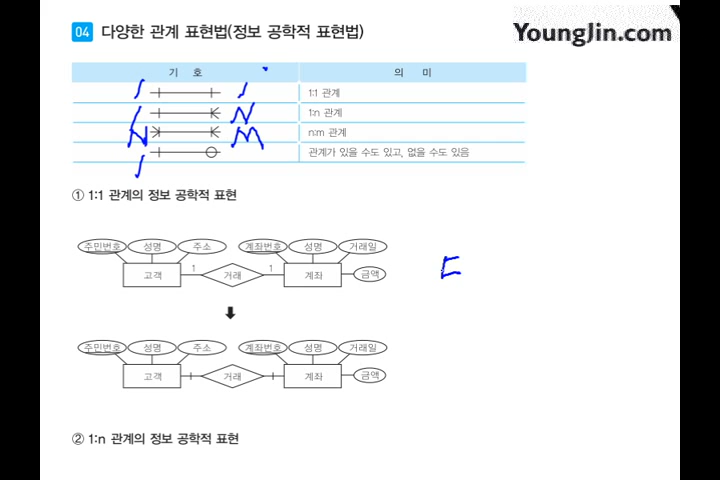 04 다양한 관계 표현법(정보 공학적 표현법)
YoungJin.com
기 호 의 미
1 1 1:1 관계
1 N 1:n 관계
N M n:m 관계
1 관계가 있을 수도 있고, 없을 수도 있음
① 1:1 관계의 정보 공학적 표현
주민번호 성명 주소 계좌번호 성명 거래일
고객 1 거래 1 계좌 금액
E
주민번호 성명 주소 계좌번호 성명 거래일
고객 거래 계좌 금액
② 1:n 관계의 정보 공학적 표현